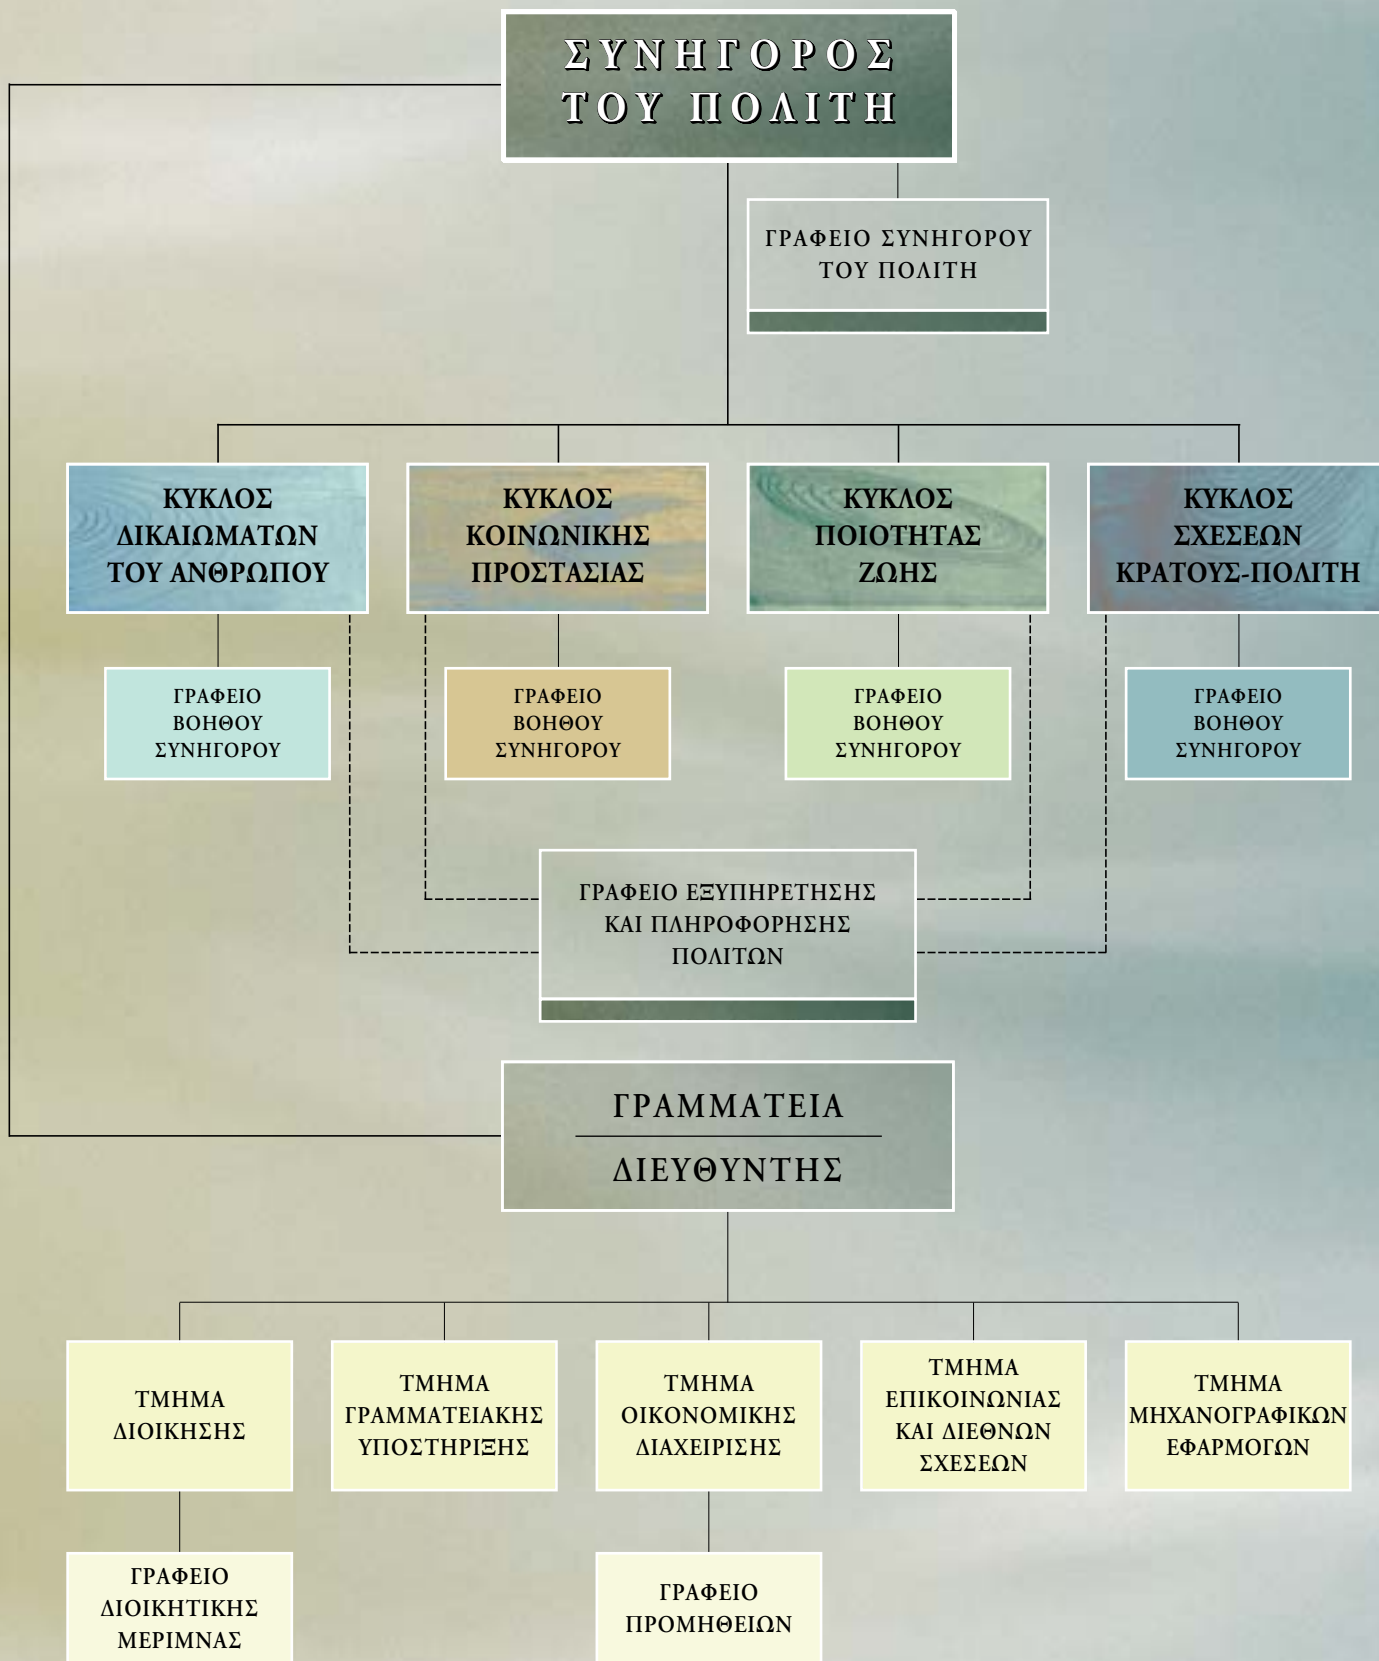 ΣΥΝΗΓΟΡΟΣ
ΤΟΥ ΠΟΛΙΤΗ
ΓΡΑΦΕΙΟ ΣΥΝΗΓΟΡΟΥ
ΤΟΥ ΠΟΛΙΤΗ
ΚΥΚΛΟΣ
ΔΙΚΑΙΩΜΑΤΩΝ
ΤΟΥ ΑΝΘΡΩΠΟΥ
ΚΥΚΛΟΣ
ΚΟΙΝΩΝΙΚΗΣ
ΠΡΟΣΤΑΣΙΑΣ
ΚΥΚΛΟΣ
ΠΟΙΟΤΗΤΑΣ
ΖΩΗΣ
ΚΥΚΛΟΣ
ΣΧΕΣΕΩΝ
ΚΡΑΤΟΥΣ-ΠΟΛΙΤΗ
ΓΡΑΦΕΙΟ
ΒΟΗΘΟΥ
ΣΥΝΗΓΟΡΟΥ
ΓΡΑΦΕΙΟ
ΒΟΗΘΟΥ
ΣΥΝΗΓΟΡΟΥ
ΓΡΑΦΕΙΟ
ΒΟΗΘΟΥ
ΣΥΝΗΓΟΡΟΥ
ΓΡΑΦΕΙΟ
ΒΟΗΘΟΥ
ΣΥΝΗΓΟΡΟΥ
ΓΡΑΦΕΙΟ ΕΞΥΠΗΡΕΤΗΣΗΣ
ΚΑΙ ΠΛΗΡΟΦΟΡΗΣΗΣ
ΠΟΛΙΤΩΝ
ΓΡΑΜΜΑΤΕΙΑ
ΔΙΕΥΘΥΝΤΗΣ
ΤΜΗΜΑ
ΔΙΟΙΚΗΣΗΣ
ΤΜΗΜΑ
ΓΡΑΜΜΑΤΕΙΑΚΗΣ
ΥΠΟΣΤΗΡΙΞΗΣ
ΤΜΗΜΑ
ΟΙΚΟΝΟΜΙΚΗΣ
ΔΙΑΧΕΙΡΙΣΗΣ
ΤΜΗΜΑ
ΕΠΙΚΟΙΝΩΝΙΑΣ
ΚΑΙ ΔΙΕΘΝΩΝ
ΣΧΕΣΕΩΝ
ΤΜΗΜΑ
ΜΗΧΑΝΟΓΡΑΦΙΚΩΝ
ΕΦΑΡΜΟΓΩΝ
ΓΡΑΦΕΙΟ
ΔΙΟΙΚΗΤΙΚΗΣ
ΜΕΡΙΜΝΑΣ
ΓΡΑΦΕΙΟ
ΠΡΟΜΗΘΕΙΩΝ